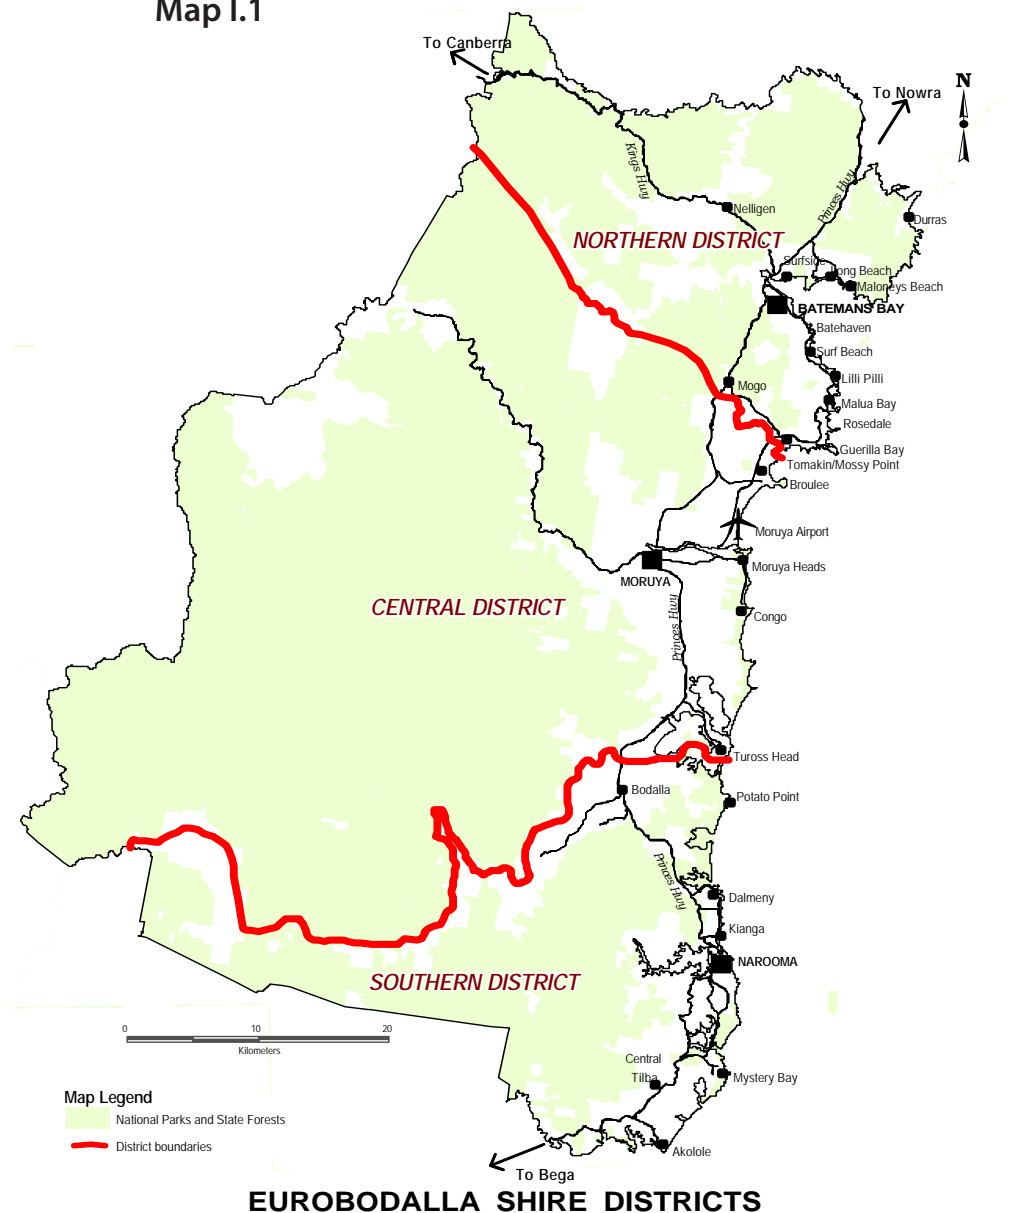 Map I.1
To Canberra
To Nowra
N
Kings Hwy
Princes Hwy
Nelligen
Durras
NORTHERN DISTRICT
Surfside
Long Beach
Maloneys Beach
BATEMANS BAY
Batehaven
Surf Beach
Lilli Pilli
Mogo
Malua Bay
Rosedale
Guerilla Bay
Tomakin/Mossy Point
Broulee
Moruya Airport
Moruya Heads
MORUYA
CENTRAL DISTRICT
Congo
Princes Hwy
Tuross Head
Bodalla
Potato Point
Princes Hwy
Dalmeny
Kianga
NAROOMA
SOUTHERN DISTRICT
0 10 20
Kilometers
Central
Tilba
Mystery Bay
Map Legend
National Parks and State Forests
District boundaries
Akolole
To Bega
EUROBODALLA SHIRE DISTRICTS